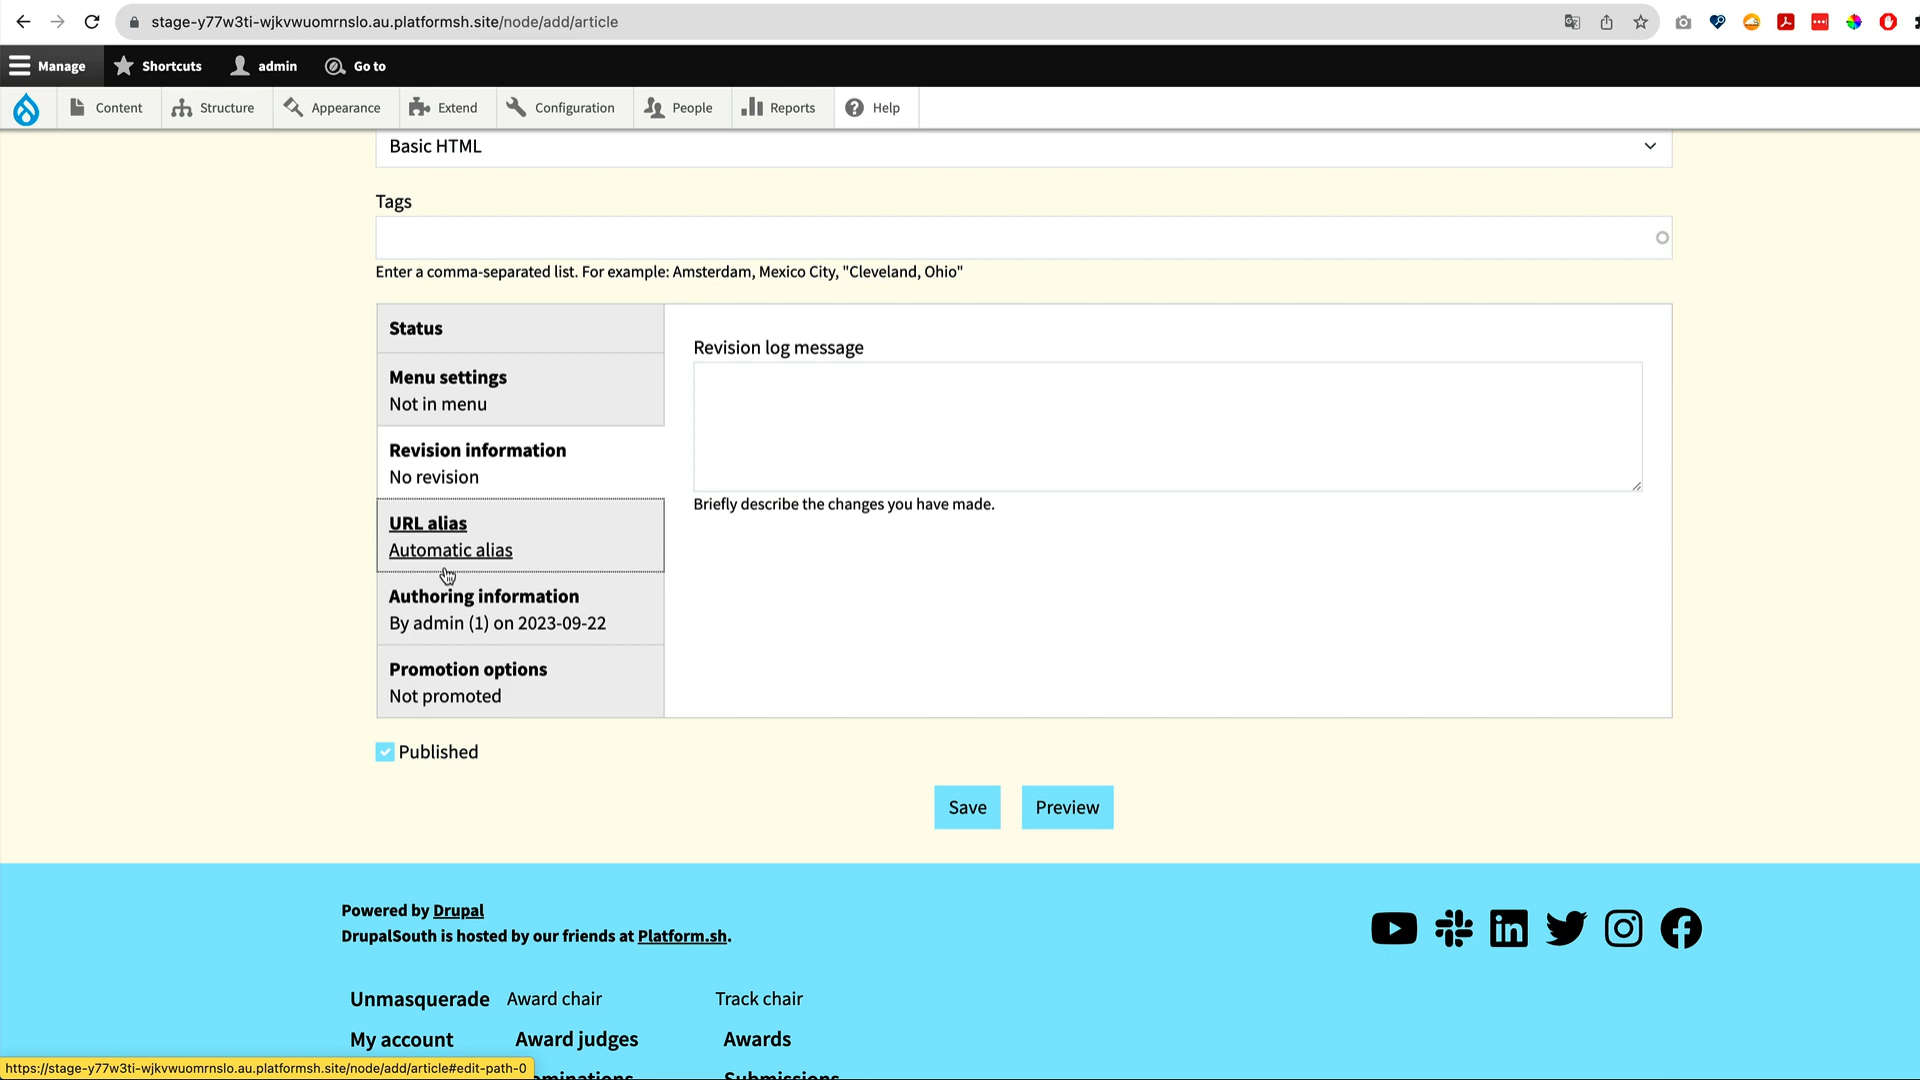 stage-y77w3ti-wjkvwuomrnslo.au.platformsh.site/node/add/article
Manage Shortcuts admin Go to
Content Structure Appearance Extend Configuration People Reports Help
Basic HTML
Tags
Enter a comma-separated list. For example: Amsterdam, Mexico City, "Cleveland, Ohio"
Status
Menu settings
Not in menu
Revision information
No revision
URL alias
Automatic alias
Authoring information
By admin (1) on 2023-09-22
Promotion options
Not promoted
Revision log message
Briefly describe the changes you have made.
Published
Save Preview
Powered by Drupal
DrupalSouth is hosted by our friends at Platform.sh.
Unmasquerade Award chair Track chair
My account Award judges Awards
Submissions
https://stage-y77w3ti-wjkvwuomrnslo.au.platformsh.site/node/add/article#edit-path-0